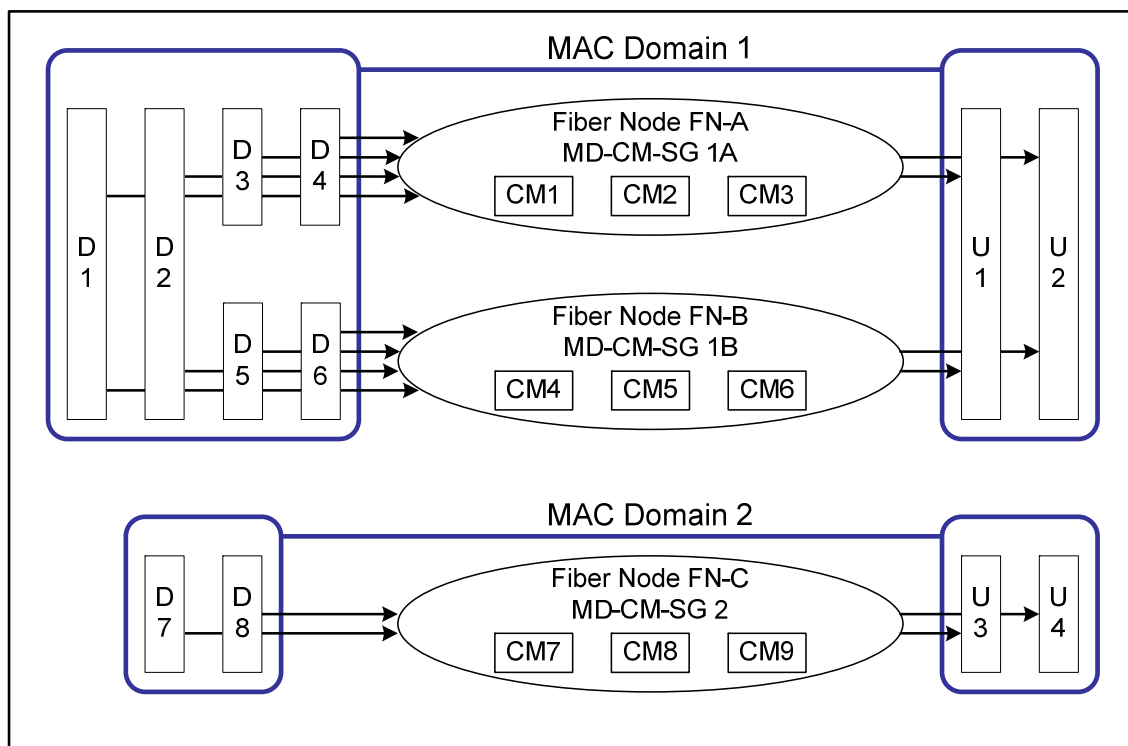 MAC Domain 1
D
1
D
2
D
3
D
4
Fiber Node FN-A
MD-CM-SG 1A
CM1 CM2 CM3
D
5
D
6
Fiber Node FN-B
MD-CM-SG 1B
CM4 CM5 CM6
U
1
U
2
MAC Domain 2
D
7
D
8
Fiber Node FN-C
MD-CM-SG 2
CM7 CM8 CM9
U
3
U
4